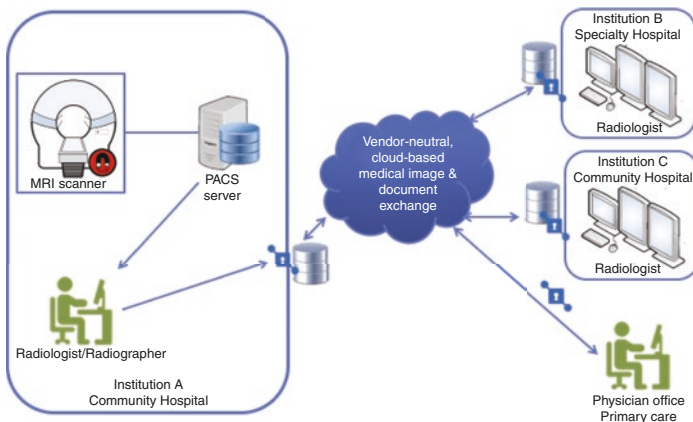 MRI scanner
PACS
server
Radiologist/Radiographer
Institution A
Community Hospital
Vendor-neutral,
cloud-based
medical image &
document
exchange
Institution B
Specialty Hospital
Radiologist
Institution C
Community Hospital
Radiologist
Physician office
Primary care